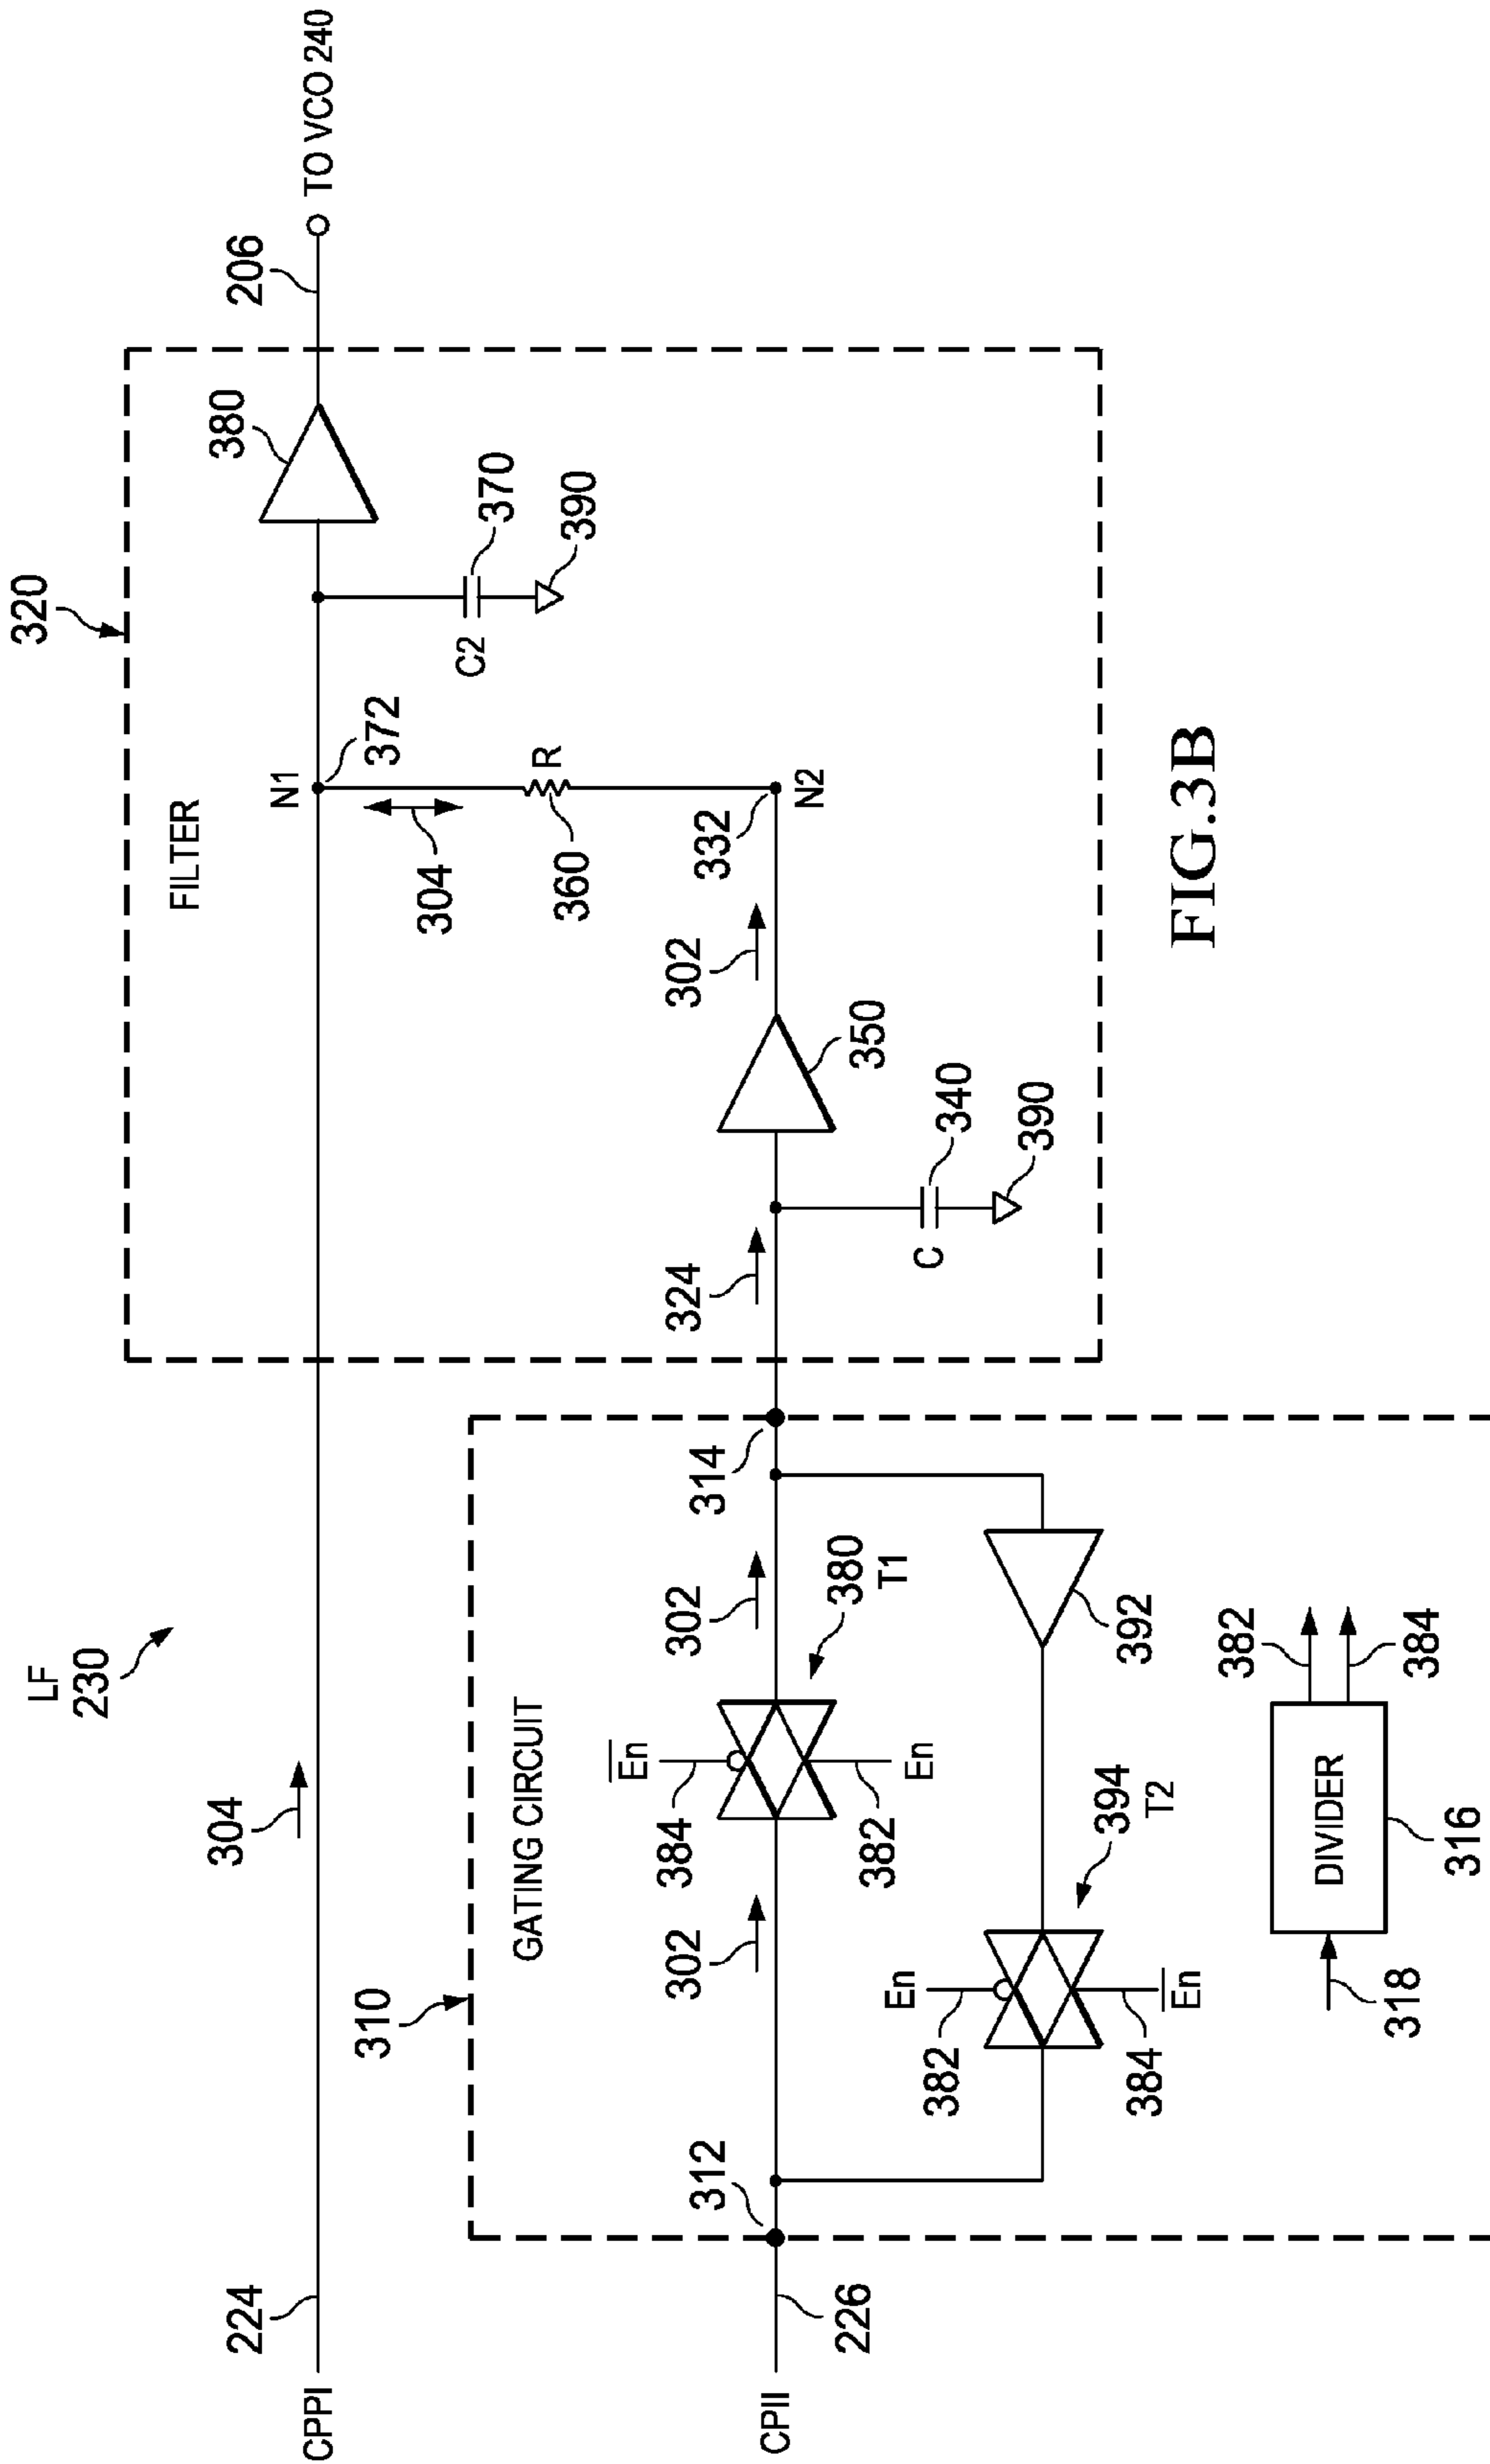 LF
230
320
FILTER
224
CPPI
304
N1
372
304
360
R
380
206
TO VCO 240
C2
370
390
310
GATING CIRCUIT
312
226
CPII
302
En
384
382
En
302
380
T1
314
324
C
340
390
350
302
332
N2
En
382
384
En
394
T2
392
318
DIVIDER
316
382
384
FIG.3B